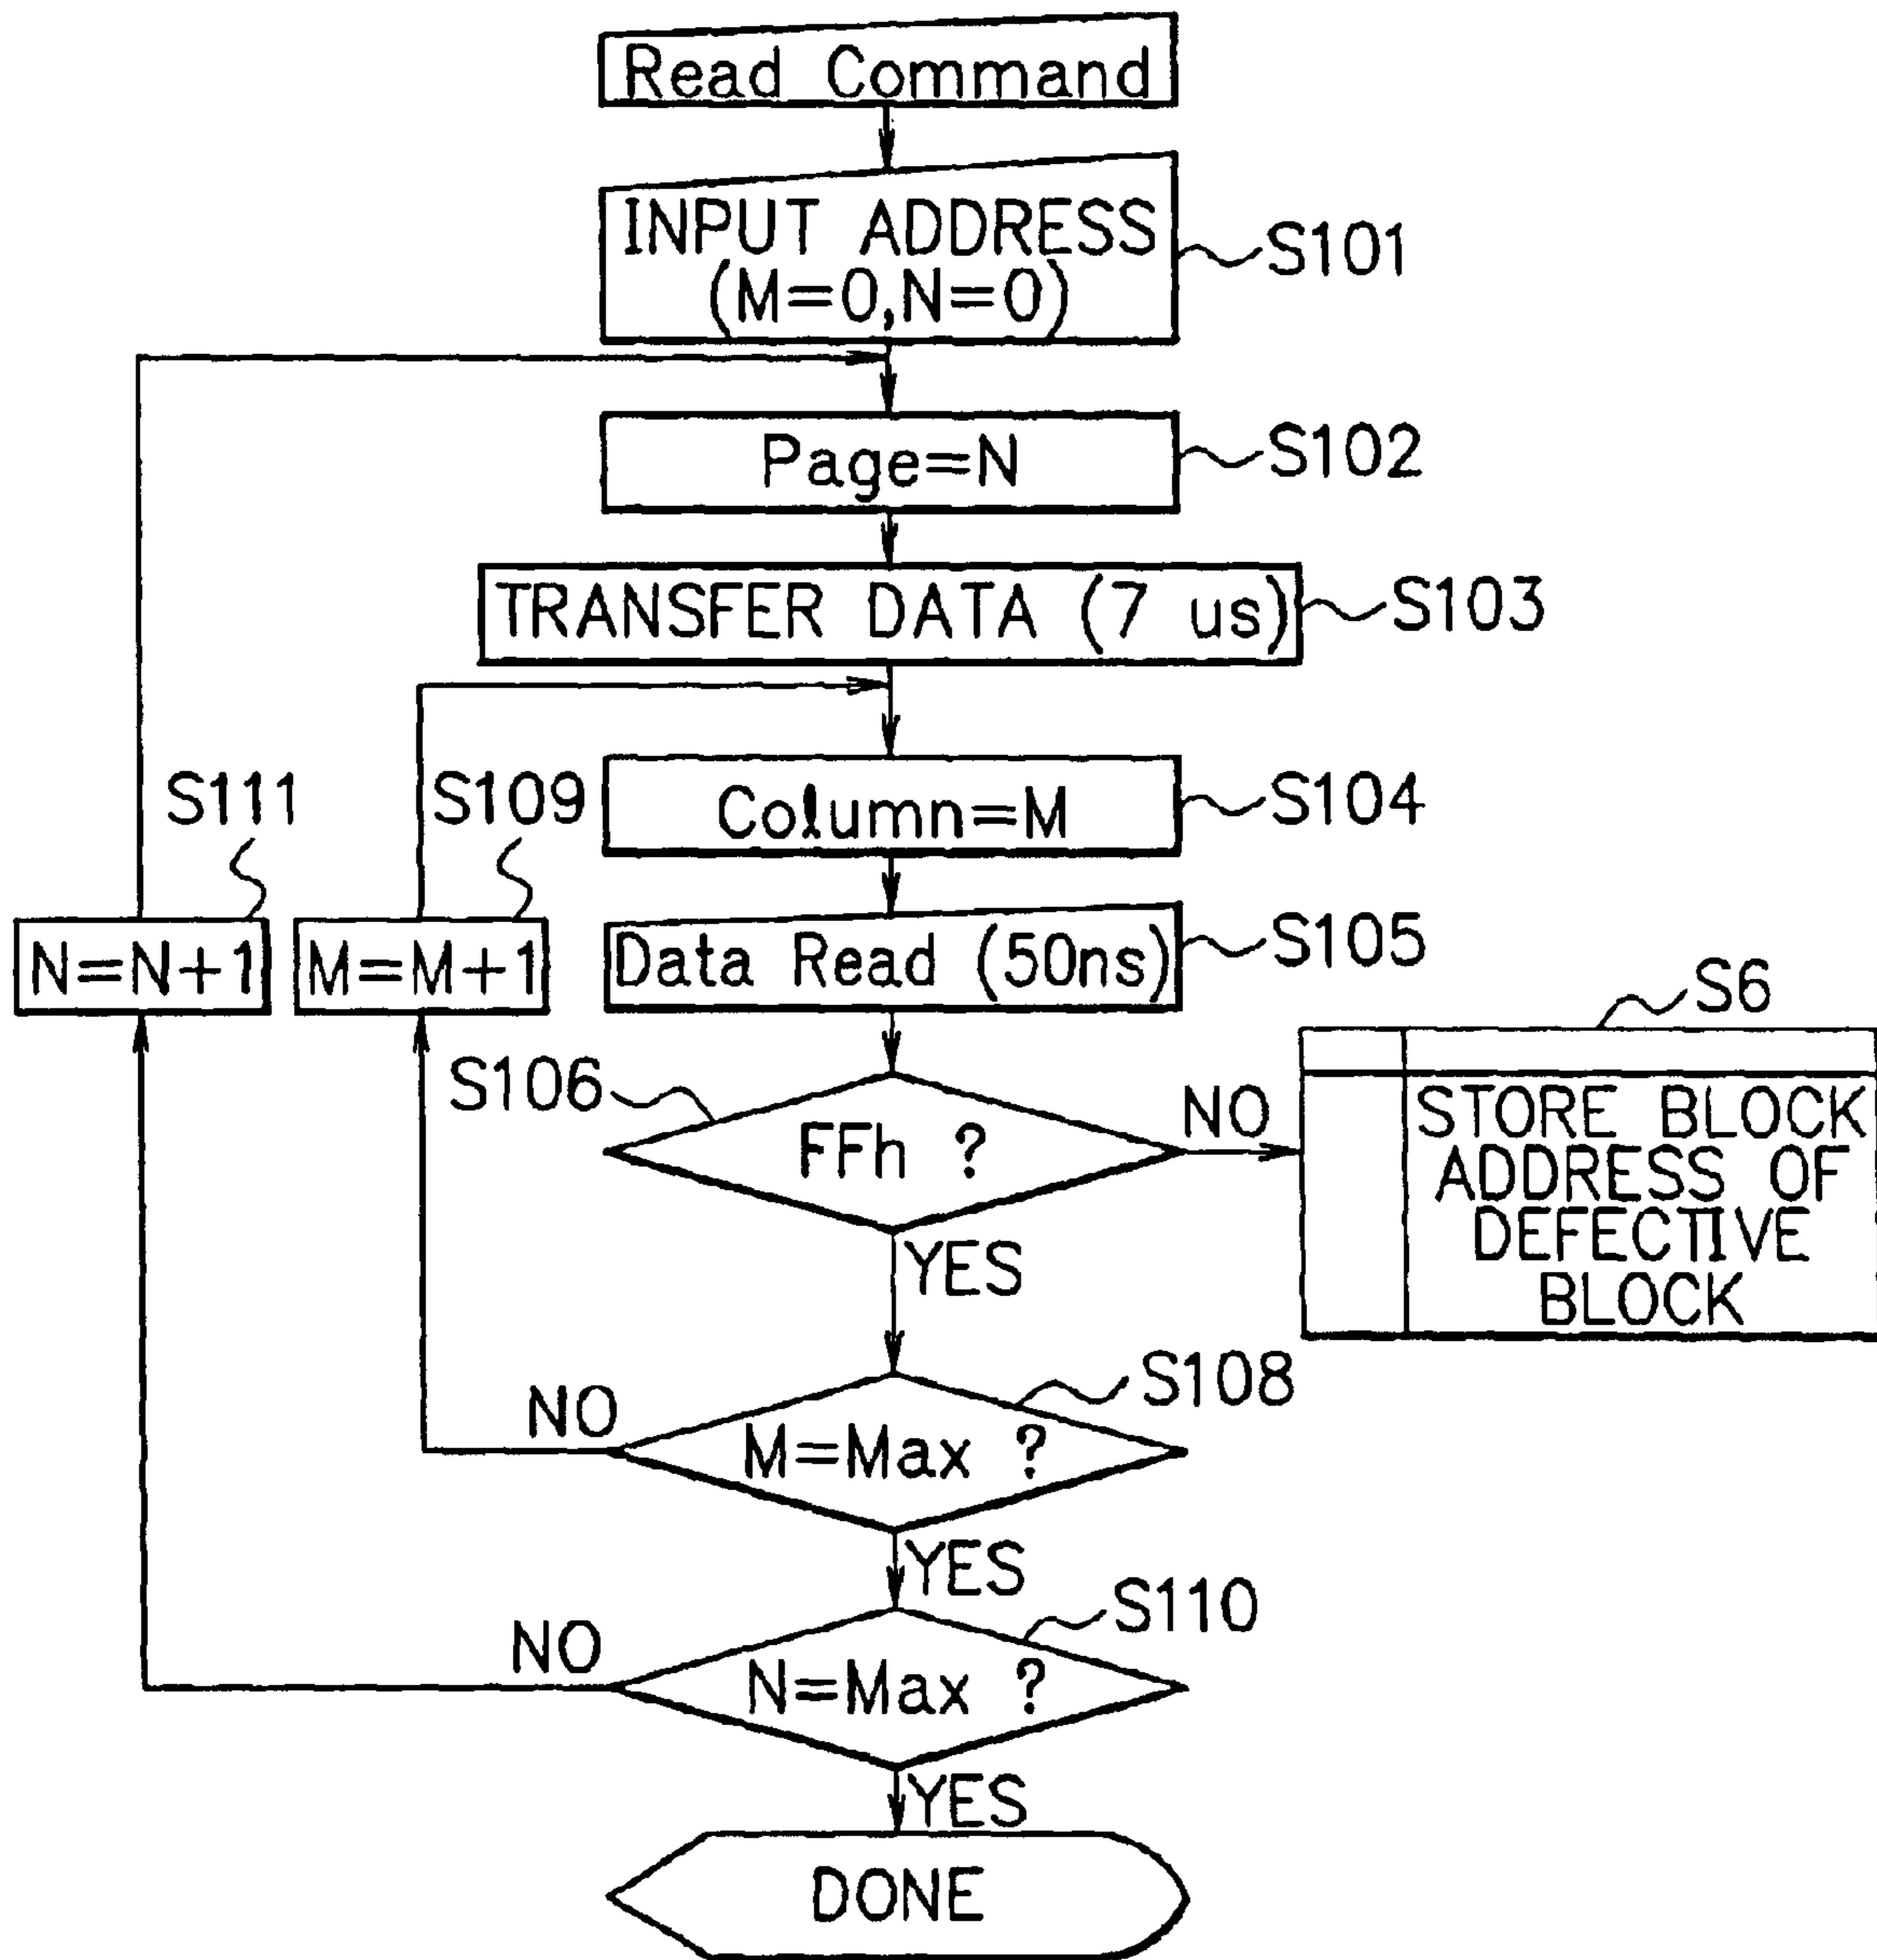 Read Command
INPUT ADDRESS
(M=0,N=0)
S101
Page=N
S102
TRANSFER DATA (7 us)
S103
S111
S109
Column=M
S104
N=N+1
M=M+1
Data Read (50ns)
S105
S6
S106
FFh ?
NO
STORE BLOCK
ADDRESS OF
DEFECTIVE
BLOCK
YES
S108
NO
M=Max ?
YES
S110
NO
N=Max ?
YES
DONE